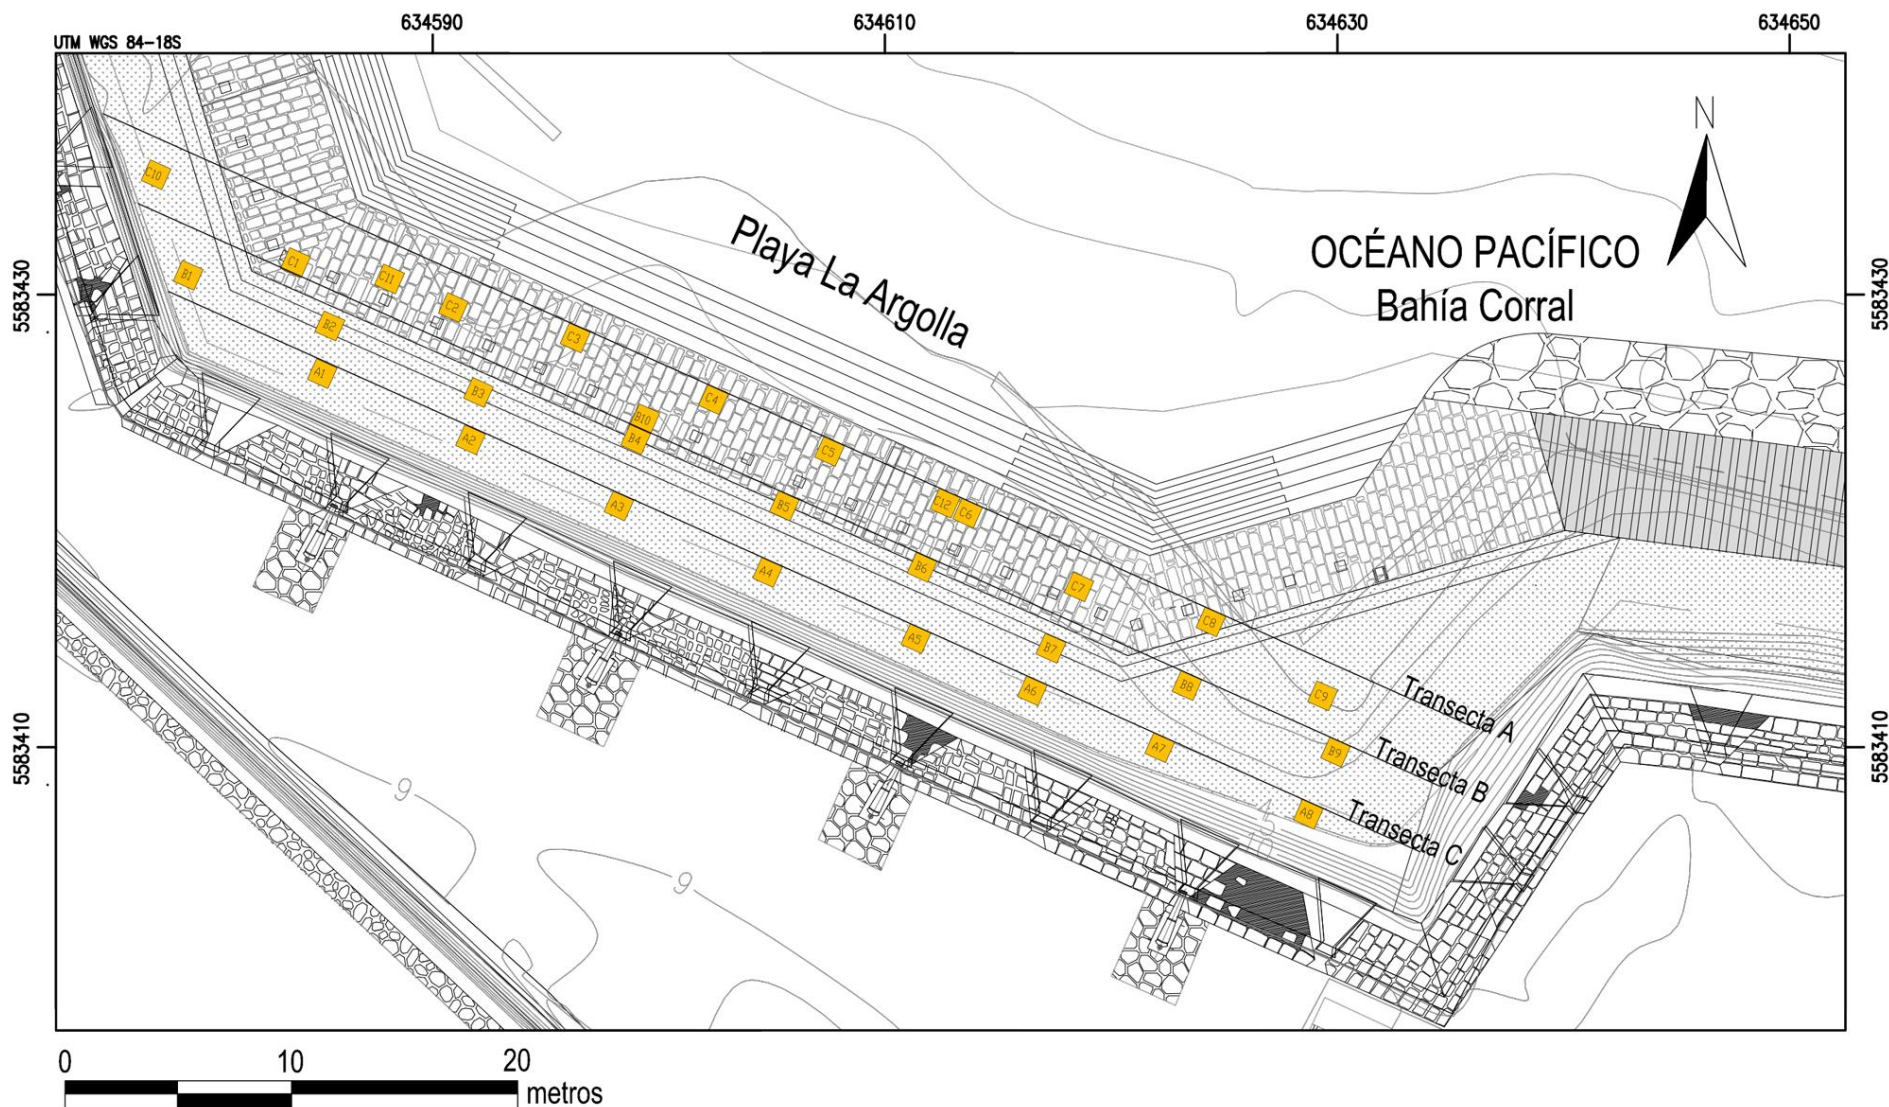 634590
634610
634630
634650
UTM WGS 84-18S
N
C10
Playa La Argolla
OCÉANO PACÍFICO
Bahía Corral
5583430
5583430
B1
C1
C11
C2
B2
C3
A1
B3
C4
B10
B4
A2
C5
A3
B5
C12
C6
A4
B6
C7
A5
B7
C8
A6
B8
C9
Transecta A
A7
B9
Transecta B
A8
Transecta C
5583410
5583410
9
9
0
10
20
metros